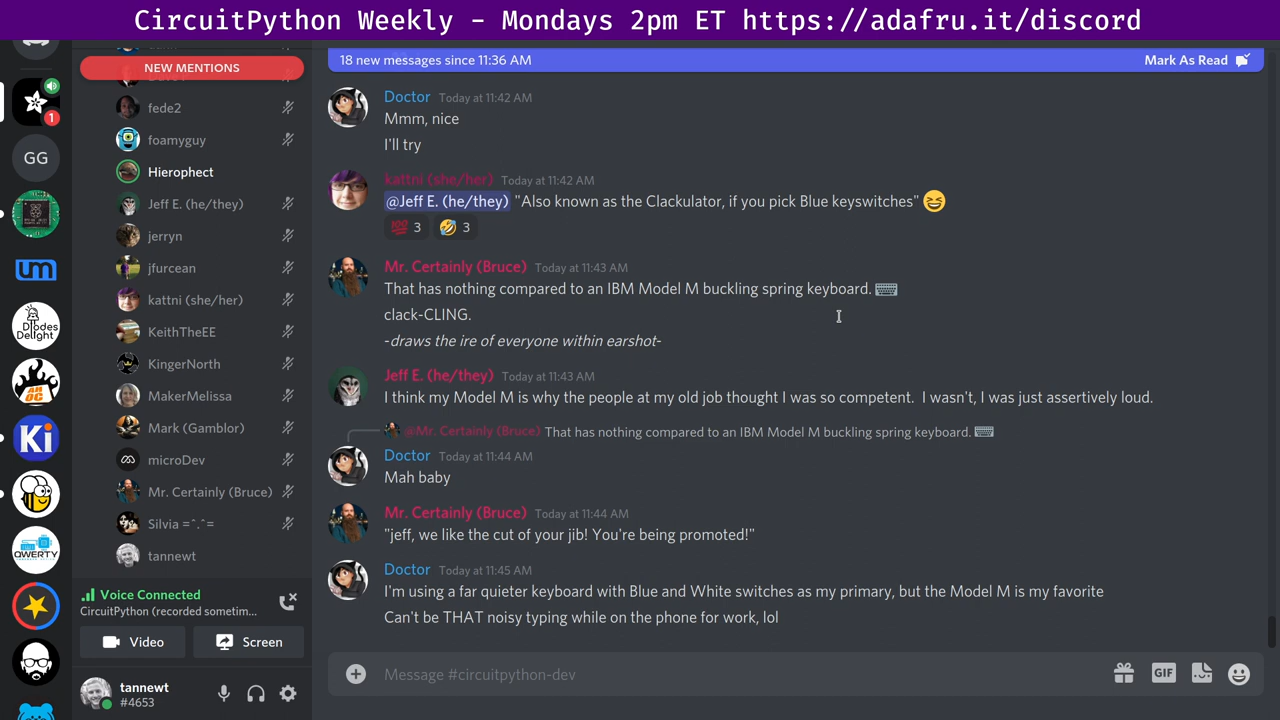 CircuitPython Weekly - Mondays 2pm ET https://adafru.it/discord
NEW MENTIONS
fede2
foamyguy
Hierophect
Jeff E. (he/they)
jerryn
jfurcean
kattni (she/her)
KeithTheEE
KingerNorth
MakerMelissa
Mark (Gamblor)
microDev
Mr. Certainly (Bruce)
Silvia =^.^=
tannewt
Voice Connected
CircuitPython (recorded sometim...
Video
Screen
tannewt
#4653
1
GG
um
DIODES
DELIGHT
AHOC
Ki
QWERTY
18 new messages since 11:36 AM
Mark As Read
Doctor Today at 11:42 AM
Mmm, nice
I'll try
kattni (she/her) Today at 11:42 AM
@Jeff E. (he/they) "Also known as the Clackulator, if you pick Blue keyswitches" 😆
💯 3 🤣 3
Mr. Certainly (Bruce) Today at 11:43 AM
That has nothing compared to an IBM Model M buckling spring keyboard. ⌨️
clack-CLING.
-draws the ire of everyone within earshot-
Jeff E. (he/they) Today at 11:43 AM
I think my Model M is why the people at my old job thought I was so competent. I wasn't, I was just assertively loud.
@Mr. Certainly (Bruce) That has nothing compared to an IBM Model M buckling spring keyboard. ⌨️
Doctor Today at 11:44 AM
Mah baby
Mr. Certainly (Bruce) Today at 11:44 AM
"jeff, we like the cut of your jib! You're being promoted!"
Doctor Today at 11:45 AM
I'm using a far quieter keyboard with Blue and White switches as my primary, but the Model M is my favorite
Can't be THAT noisy typing while on the phone for work, lol
Message #circuitpython-dev
GIF